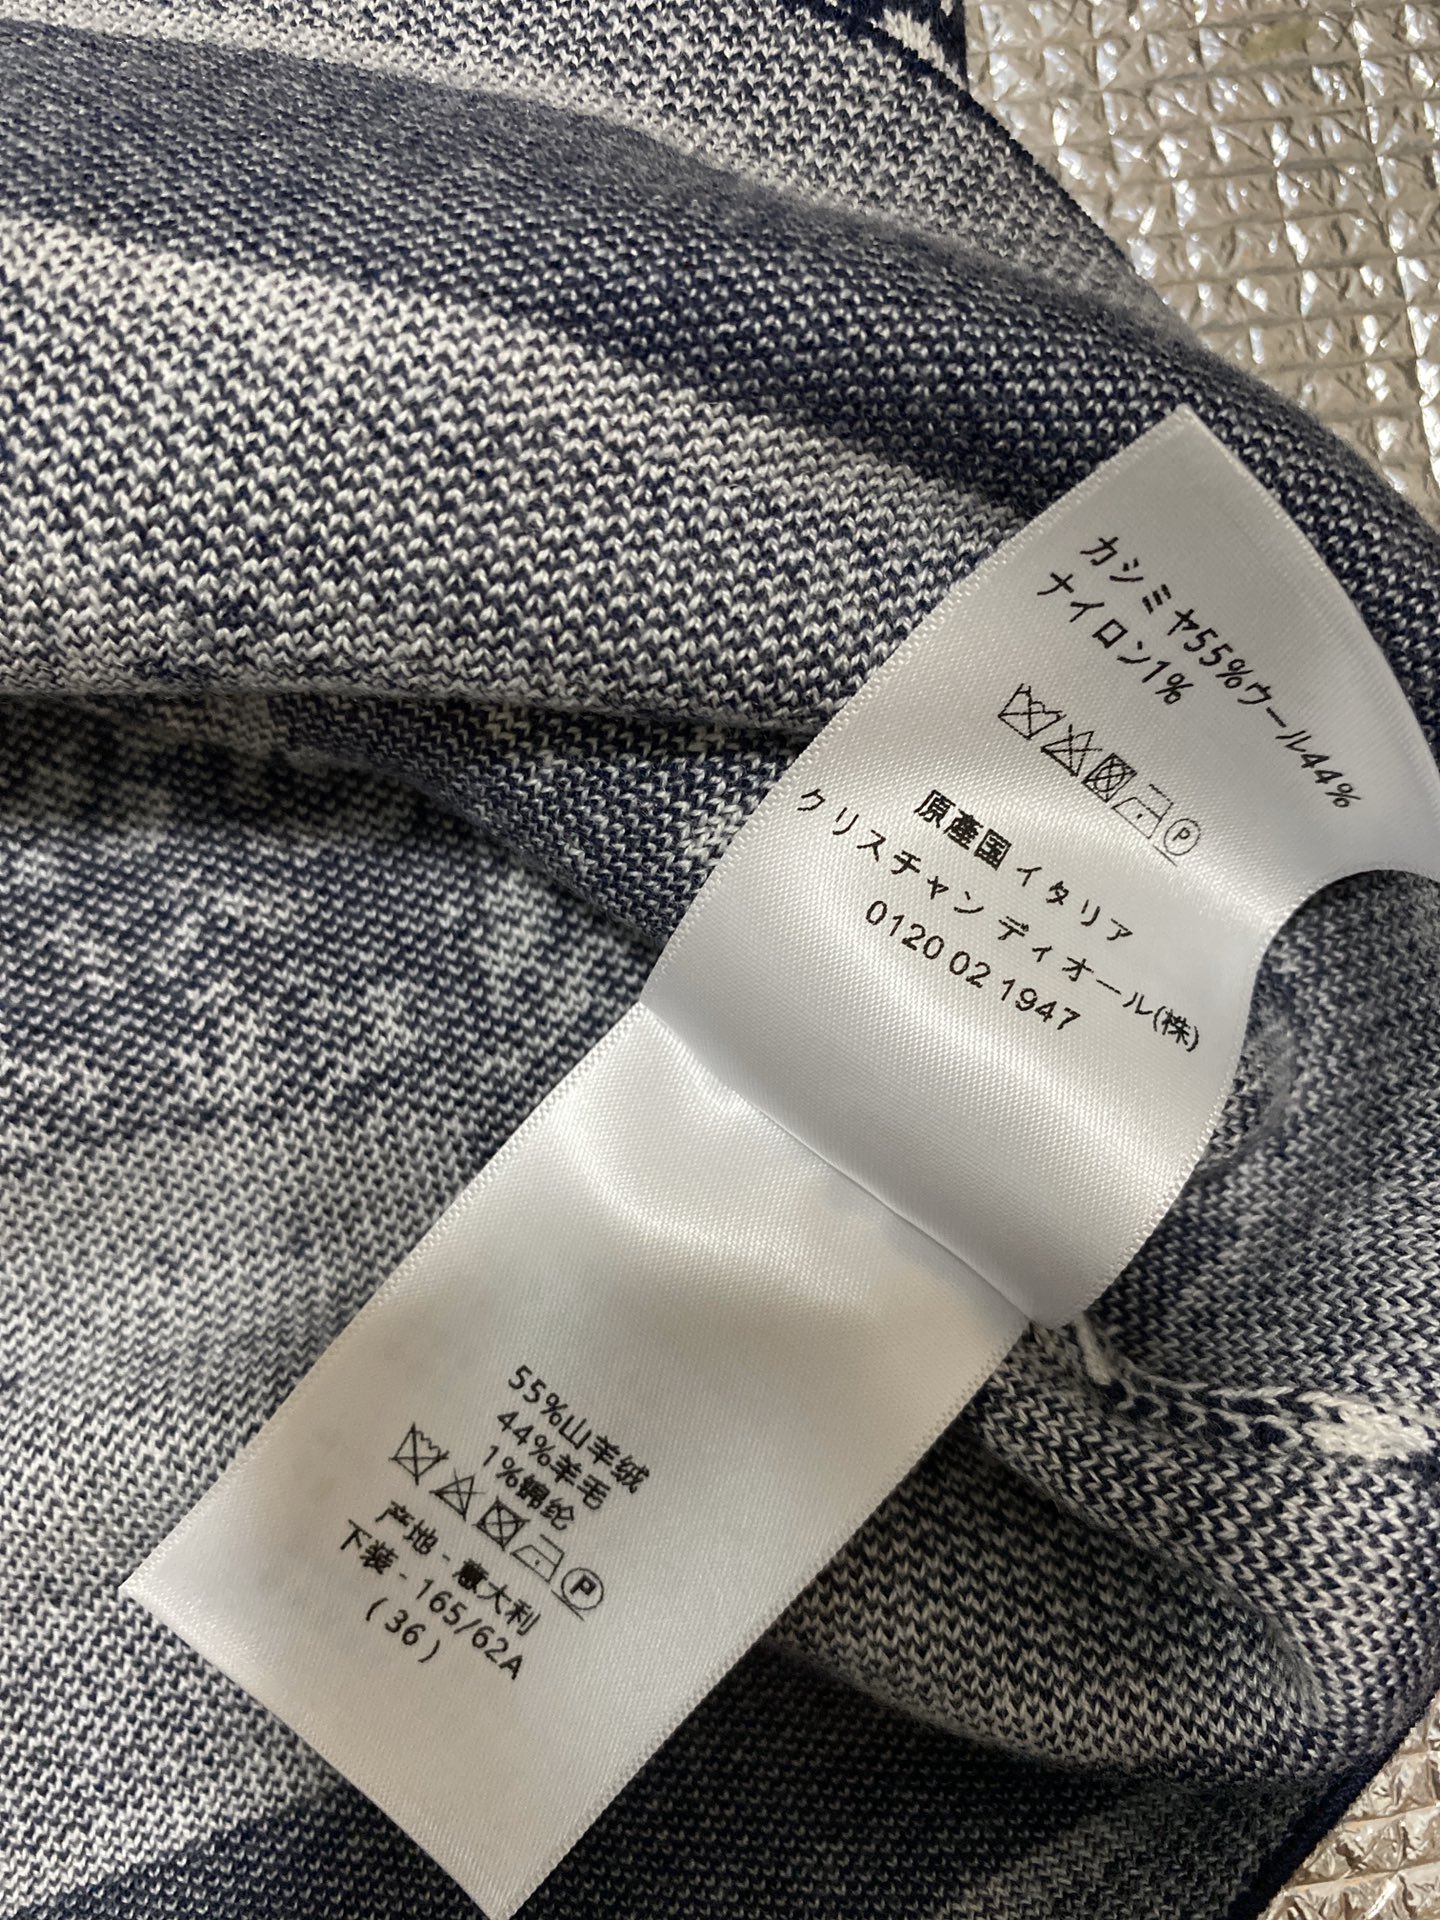 カシミヤ55%ウール44%
ナイロン1%
P
原產国 イタリア
クリスチャン ディオール(株)
0120 02 1947
55%山羊绒
44%羊毛
1%锦纶
P
产地 - 意大利
下装 - 165/62A
(36)